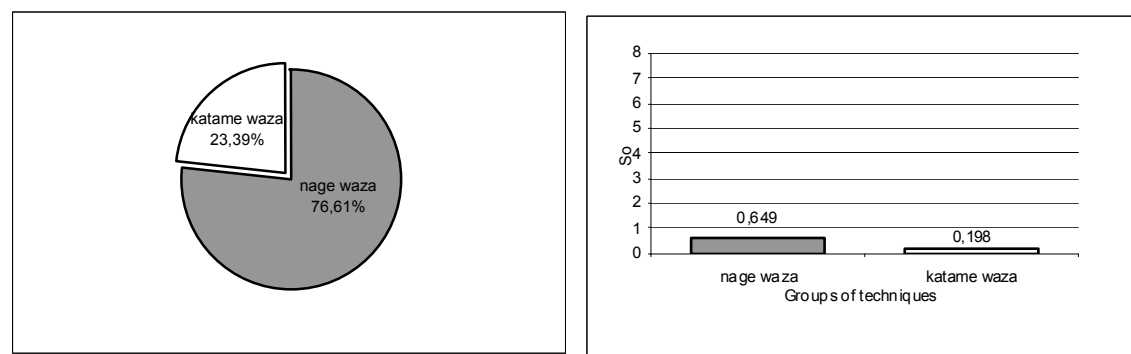 katame waza
23,39%
nage waza
76,61%
So
8
7
6
5
4
3
2
1
0
0,649
0,198
nage waza
katame waza
Groups of techniques